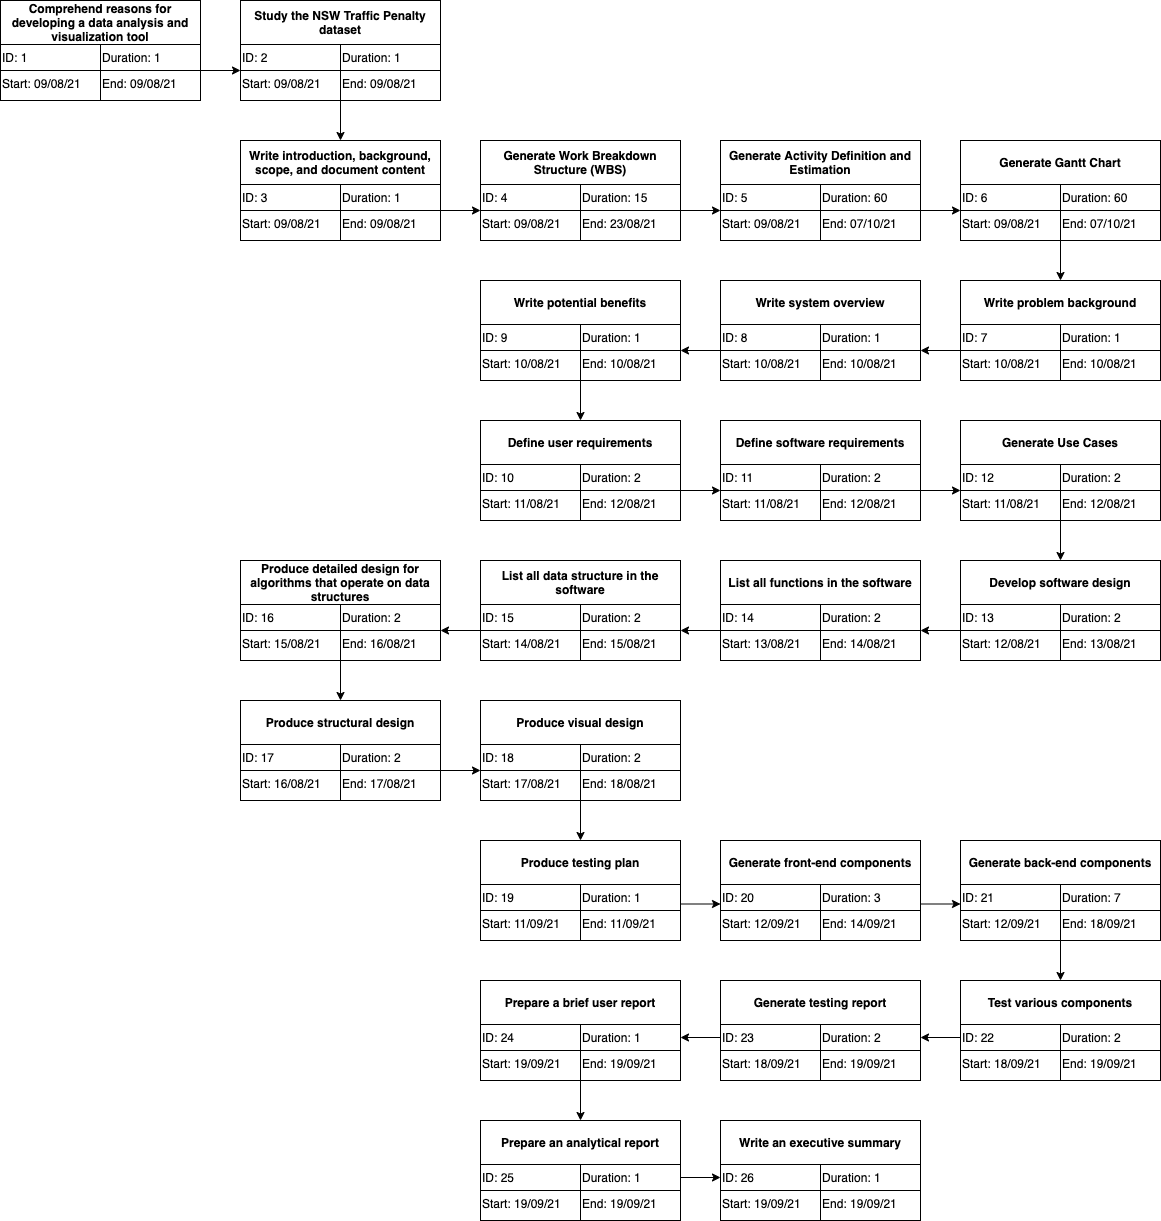 Comprehend reasons for
developing a data analysis and
visualization tool
ID: 1
Duration: 1
Start: 09/08/21
End: 09/08/21
Study the NSW Traffic Penalty
dataset
ID: 2
Duration: 1
Start: 09/08/21
End: 09/08/21
Write introduction, background,
scope, and document content
ID: 3
Duration: 1
Start: 09/08/21
End: 09/08/21
Generate Work Breakdown
Structure (WBS)
ID: 4
Duration: 15
Start: 09/08/21
End: 23/08/21
Generate Activity Definition and
Estimation
ID: 5
Duration: 60
Start: 09/08/21
End: 07/10/21
Generate Gantt Chart
ID: 6
Duration: 60
Start: 09/08/21
End: 07/10/21
Write problem background
ID: 7
Duration: 1
Start: 10/08/21
End: 10/08/21
Write system overview
ID: 8
Duration: 1
Start: 10/08/21
End: 10/08/21
Write potential benefits
ID: 9
Duration: 1
Start: 10/08/21
End: 10/08/21
Define user requirements
ID: 10
Duration: 2
Start: 11/08/21
End: 12/08/21
Define software requirements
ID: 11
Duration: 2
Start: 11/08/21
End: 12/08/21
Generate Use Cases
ID: 12
Duration: 2
Start: 11/08/21
End: 12/08/21
Develop software design
ID: 13
Duration: 2
Start: 12/08/21
End: 13/08/21
List all functions in the software
ID: 14
Duration: 2
Start: 13/08/21
End: 14/08/21
List all data structure in the
software
ID: 15
Duration: 2
Start: 14/08/21
End: 15/08/21
Produce detailed design for
algorithms that operate on data
structures
ID: 16
Duration: 2
Start: 15/08/21
End: 16/08/21
Produce structural design
ID: 17
Duration: 2
Start: 16/08/21
End: 17/08/21
Produce visual design
ID: 18
Duration: 2
Start: 17/08/21
End: 18/08/21
Produce testing plan
ID: 19
Duration: 1
Start: 11/09/21
End: 11/09/21
Generate front-end components
ID: 20
Duration: 3
Start: 12/09/21
End: 14/09/21
Generate back-end components
ID: 21
Duration: 7
Start: 12/09/21
End: 18/09/21
Test various components
ID: 22
Duration: 2
Start: 18/09/21
End: 19/09/21
Generate testing report
ID: 23
Duration: 2
Start: 18/09/21
End: 19/09/21
Prepare a brief user report
ID: 24
Duration: 1
Start: 19/09/21
End: 19/09/21
Prepare an analytical report
ID: 25
Duration: 1
Start: 19/09/21
End: 19/09/21
Write an executive summary
ID: 26
Duration: 1
Start: 19/09/21
End: 19/09/21